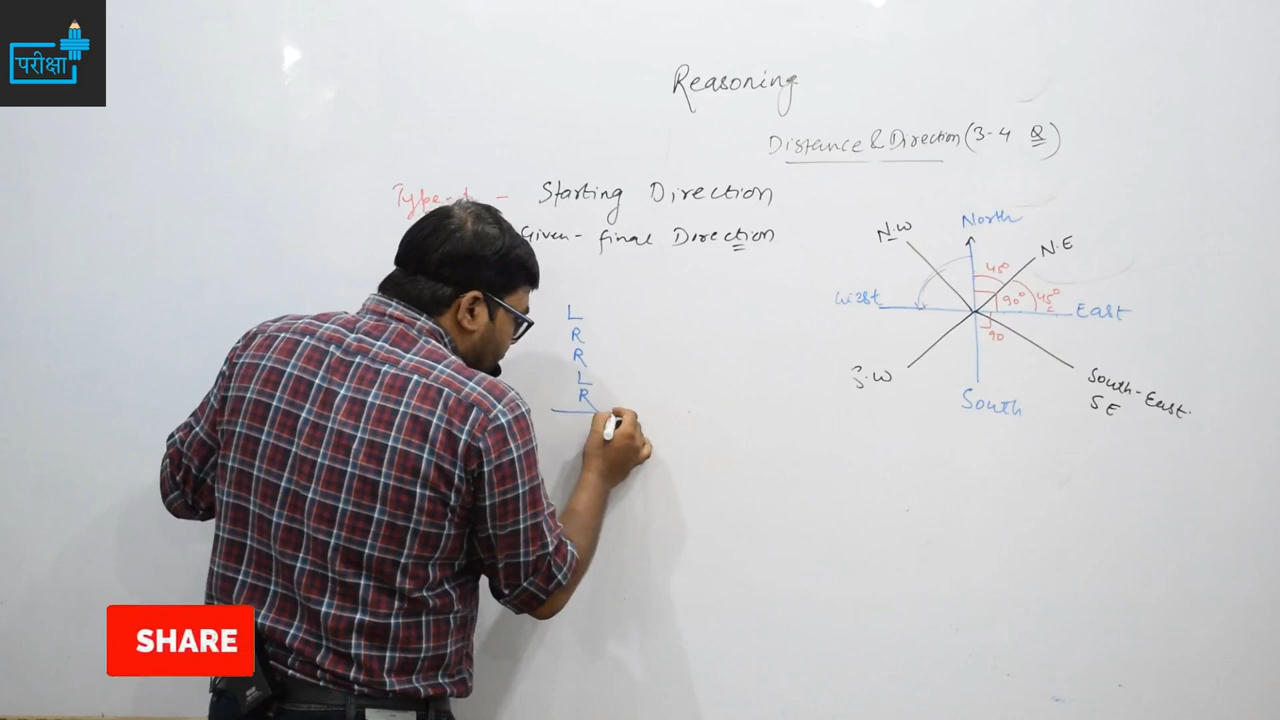 परीक्षा
Reasoning
Distance & Direction (3-4 Q)
Type-1 - Starting Direction
Given- final Direction
L
R
R
L
R
North
N.W
N.E
45°
90°
45°
West
East
90
S.W
South-East
SE
South
SHARE